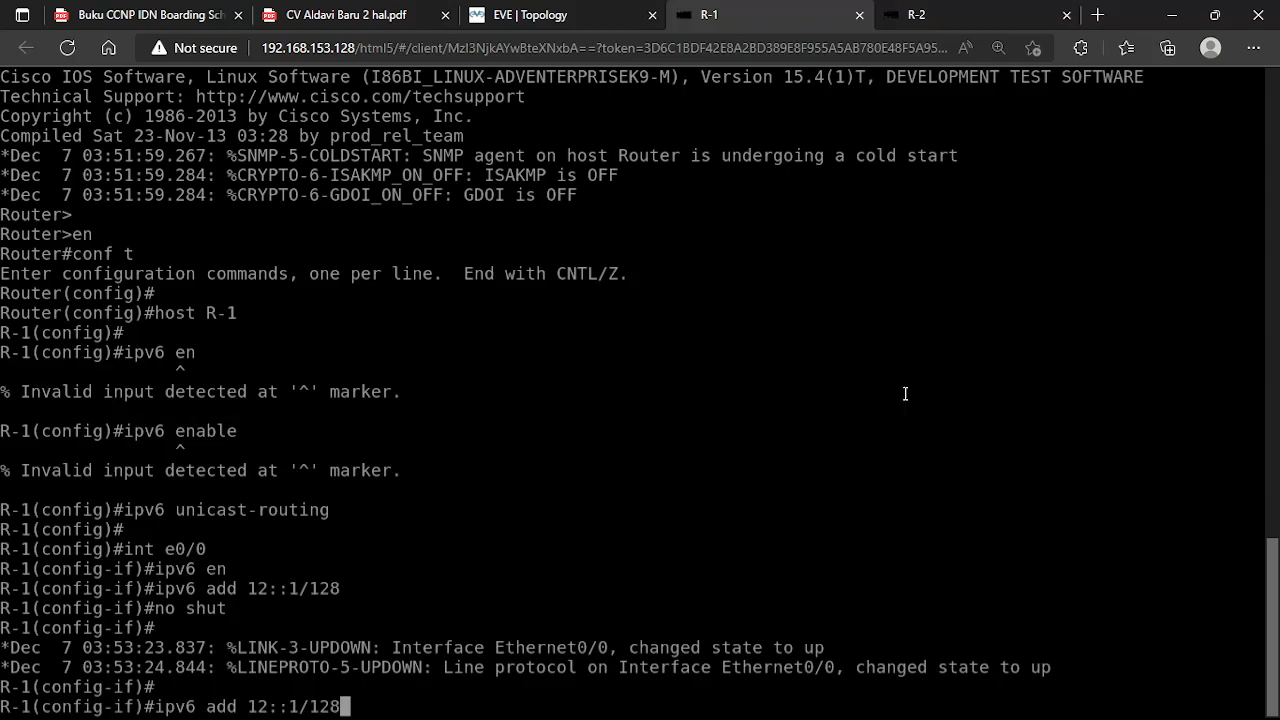 Buku CCNP IDN Boarding Sch
CV Aldavi Baru 2 hal.pdf
EVE | Topology
R-1
R-2
Not secure
192.168.153.128/html5/#/client/MzI3NjkAYwBteXNxbA==?token=3D6C1BDF42E8A2BD389E8F955A5AB780E48F5A95...
Cisco IOS Software, Linux Software (I86BI_LINUX-ADVENTERPRISEK9-M), Version 15.4(1)T, DEVELOPMENT TEST SOFTWARE
Technical Support: http://www.cisco.com/techsupport
Copyright (c) 1986-2013 by Cisco Systems, Inc.
Compiled Sat 23-Nov-13 03:28 by prod_rel_team
*Dec  7 03:51:59.267: %SNMP-5-COLDSTART: SNMP agent on host Router is undergoing a cold start
*Dec  7 03:51:59.284: %CRYPTO-6-ISAKMP_ON_OFF: ISAKMP is OFF
*Dec  7 03:51:59.284: %CRYPTO-6-GDOI_ON_OFF: GDOI is OFF
Router>
Router>en
Router#conf t
Enter configuration commands, one per line.  End with CNTL/Z.
Router(config)#
Router(config)#host R-1
R-1(config)#
R-1(config)#ipv6 en
^
% Invalid input detected at '^' marker.
R-1(config)#ipv6 enable
^
% Invalid input detected at '^' marker.
R-1(config)#ipv6 unicast-routing
R-1(config)#
R-1(config)#int e0/0
R-1(config-if)#ipv6 en
R-1(config-if)#ipv6 add 12::1/128
R-1(config-if)#no shut
R-1(config-if)#
*Dec  7 03:53:23.837: %LINK-3-UPDOWN: Interface Ethernet0/0, changed state to up
*Dec  7 03:53:24.844: %LINEPROTO-5-UPDOWN: Line protocol on Interface Ethernet0/0, changed state to up
R-1(config-if)#
R-1(config-if)#ipv6 add 12::1/128